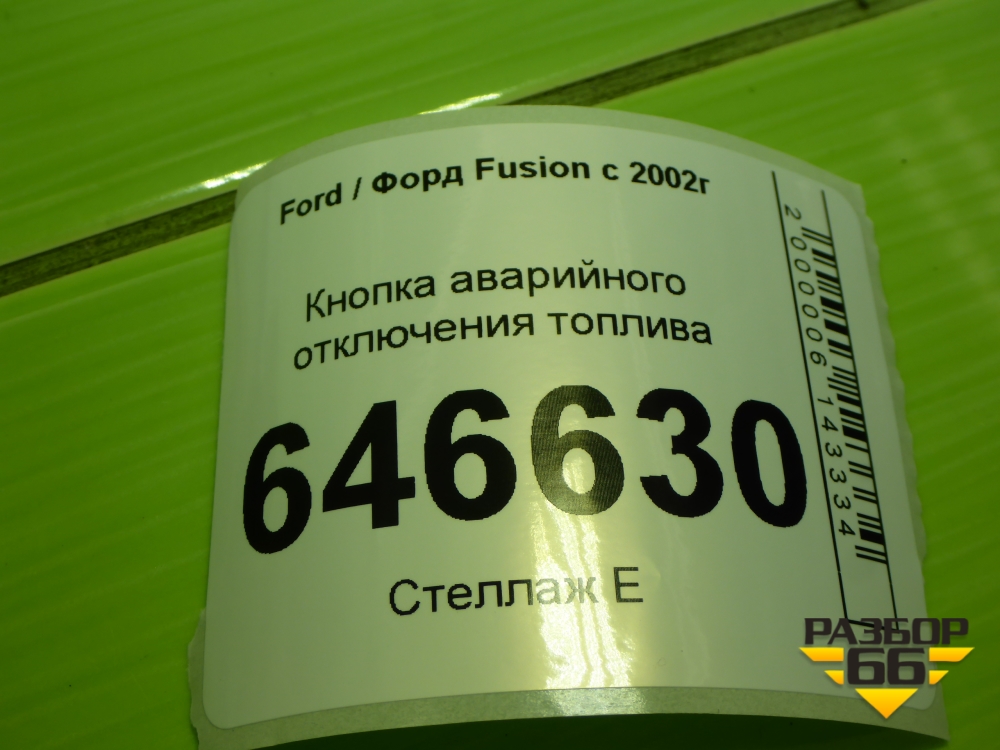 Ford / Форд Fusion с 2002г
Кнопка аварийного
отключения топлива
646630
Стеллаж Е
2000006143334
РАЗБОР
66